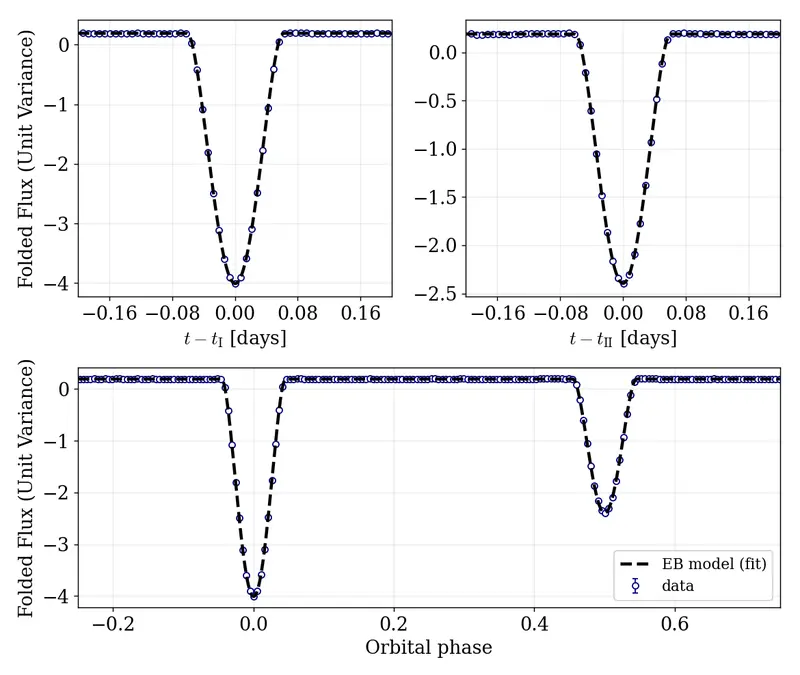 Folded Flux (Unit Variance)
0
−1
−2
−3
−4
−0.16 −0.08 0.00 0.08 0.16
t − tI [days]
0.0
−0.5
−1.0
−1.5
−2.0
−2.5
−0.16 −0.08 0.00 0.08 0.16
t − tII [days]
Folded Flux (Unit Variance)
0
−1
−2
−3
−4
EB model (fit)
data
−0.2 0.0 0.2 0.4 0.6
Orbital phase